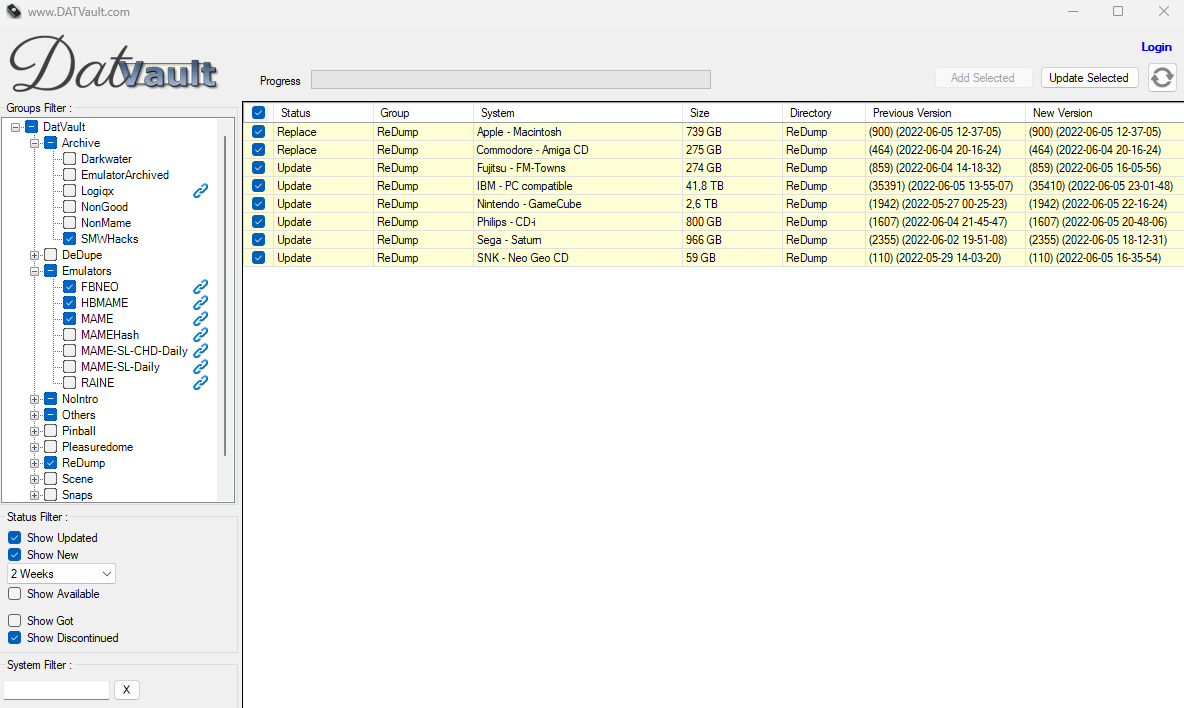 www.DATVault.com
DatVault
Login
Progress
Add Selected
Update Selected
Groups Filter :
DatVault
Archive
Darkwater
EmulatorArchived
Logiqx
NonGood
NonMame
SMWHacks
DeDupe
Emulators
FBNEO
HBMAME
MAME
MAMEHash
MAME-SL-CHD-Daily
MAME-SL-Daily
RAINE
NoIntro
Others
Pinball
Pleasuredome
ReDump
Scene
Snaps
Status Filter :
Show Updated
Show New
2 Weeks
Show Available
Show Got
Show Discontinued
System Filter :
X
Status Group System Size Directory Previous Version New Version
Replace ReDump Apple - Macintosh 739 GB ReDump (900) (2022-06-05 12-37-05) (900) (2022-06-05 12-37-05)
Replace ReDump Commodore - Amiga CD 275 GB ReDump (464) (2022-06-04 20-16-24) (464) (2022-06-04 20-16-24)
Update ReDump Fujitsu - FM-Towns 274 GB ReDump (859) (2022-06-04 14-18-32) (859) (2022-06-05 16-05-56)
Update ReDump IBM - PC compatible 41,8 TB ReDump (35391) (2022-06-05 13-55-07) (35410) (2022-06-05 23-01-48)
Update ReDump Nintendo - GameCube 2,6 TB ReDump (1942) (2022-05-27 00-25-23) (1942) (2022-06-05 22-16-24)
Update ReDump Philips - CD-i 800 GB ReDump (1607) (2022-06-04 21-45-47) (1607) (2022-06-05 20-48-06)
Update ReDump Sega - Saturn 966 GB ReDump (2355) (2022-06-02 19-51-08) (2355) (2022-06-05 18-12-31)
Update ReDump SNK - Neo Geo CD 59 GB ReDump (110) (2022-05-29 14-03-20) (110) (2022-06-05 16-35-54)